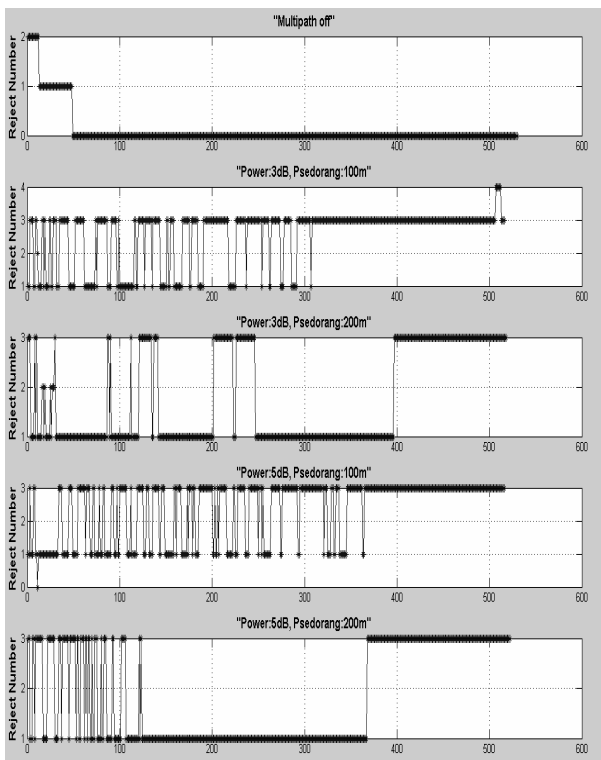 "Multipath off"
Reject Number
2
1
0
0 100 200 300 400 500 600
"Power:3dB, Psedorang:100m"
Reject Number
4
3
2
1
0 100 200 300 400 500 600
"Power:3dB, Psedorang:200m"
Reject Number
3
2
1
0 100 200 300 400 500 600
"Power:5dB, Psedorang:100m"
Reject Number
3
2
1
0
0 100 200 300 400 500 600
"Power:5dB, Psedorang:200m"
Reject Number
3
2
1
0 100 200 300 400 500 600